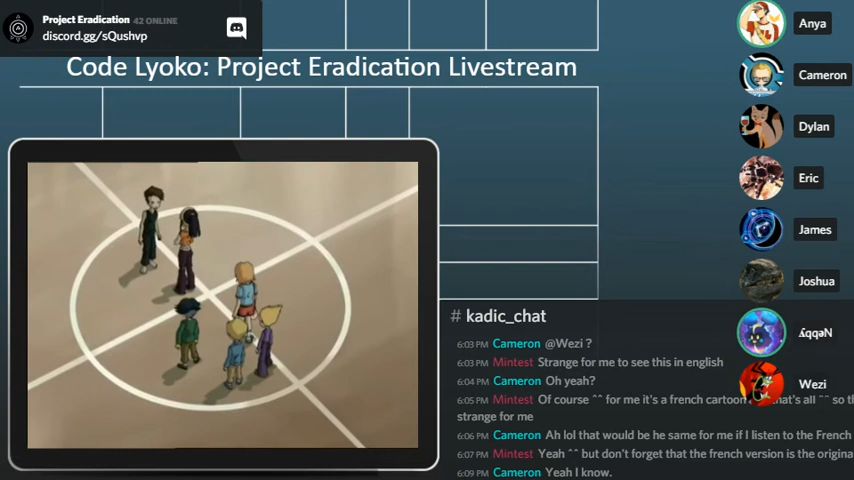 Project Eradication 42 ONLINE
discord.gg/sQushvp
Code Lyoko: Project Eradication Livestream
Anya
Cameron
Dylan
Eric
James
Joshua
Neppy
Wezi
# kadic_chat
6:03 PM Cameron @Wezi ?
6:03 PM Mintest Strange for me to see this in english
6:04 PM Cameron Oh yeah?
6:05 PM Mintest Of course ^^ for me it's a french cartoon that's all ^^ so th
strange for me
6:06 PM Cameron Ah lol that would be he same for me if I listen to the French
6:07 PM Mintest Yeah ^^ but don't forget that the french version is the origina
6:09 PM Cameron Yeah I know.